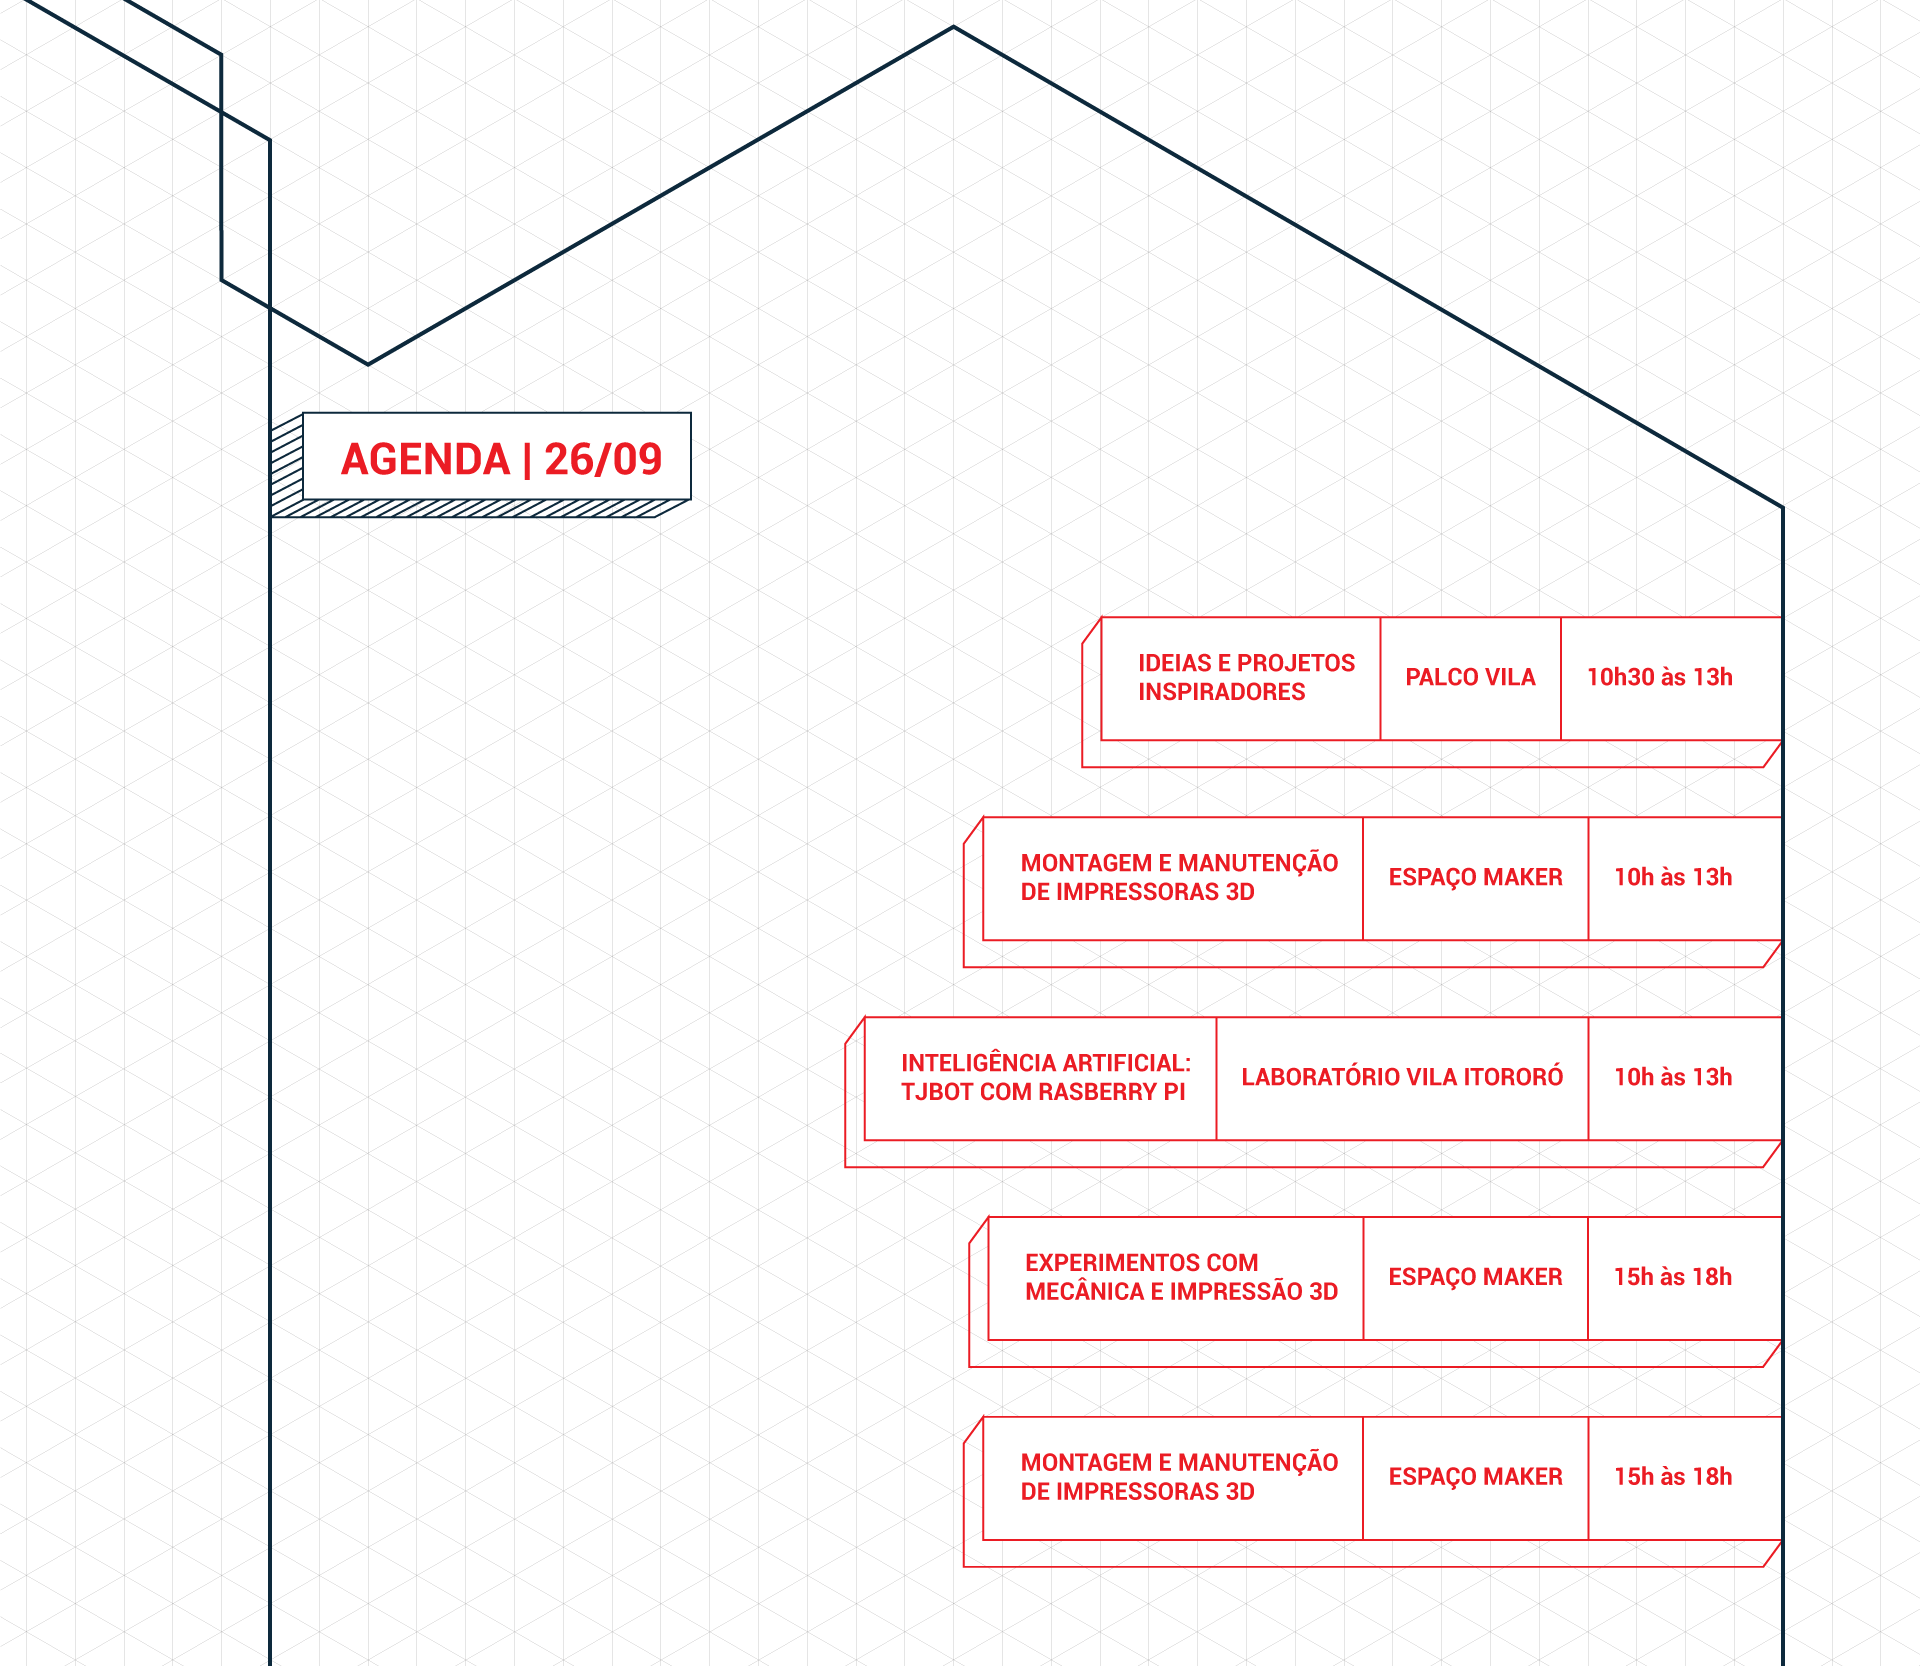 AGENDA | 26/09
IDEIAS E PROJETOS
INSPIRADORES
PALCO VILA
10h30 às 13h
MONTAGEM E MANUTENÇÃO
DE IMPRESSORAS 3D
ESPAÇO MAKER
10h às 13h
INTELIGÊNCIA ARTIFICIAL:
TJBOT COM RASBERRY PI
LABORATÓRIO VILA ITORORÓ
10h às 13h
EXPERIMENTOS COM
MECÂNICA E IMPRESSÃO 3D
ESPAÇO MAKER
15h às 18h
MONTAGEM E MANUTENÇÃO
DE IMPRESSORAS 3D
ESPAÇO MAKER
15h às 18h